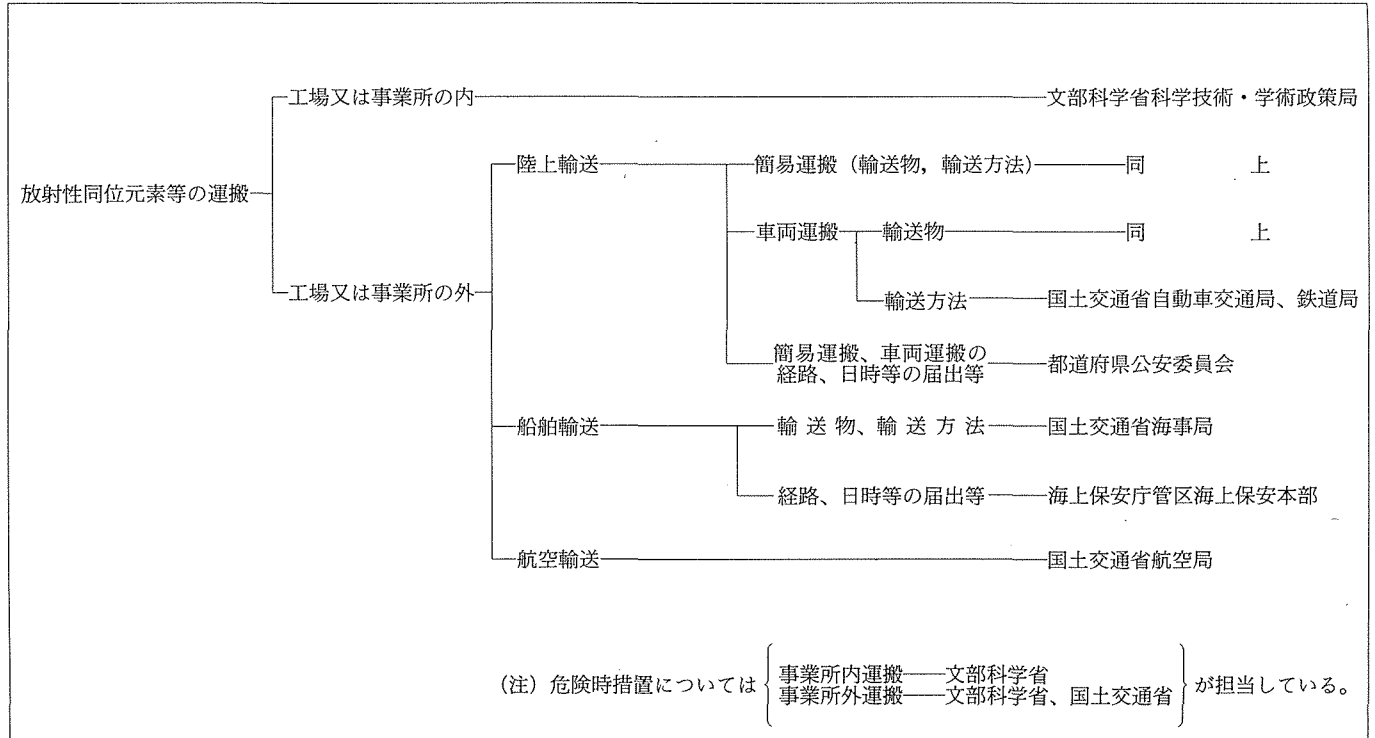 工場又は事業所の内 文部科学省科学技術・学術政策局
陸上輸送 簡易運搬（輸送物，輸送方法） 同 上
放射性同位元素等の運搬
車両運搬 輸送物 同 上
工場又は事業所の外
輸送方法 国土交通省自動車交通局、鉄道局
簡易運搬、車両運搬の
経路、日時等の届出等 都道府県公安委員会
船舶輸送 輸送物、輸送方法 国土交通省海事局
経路、日時等の届出等 海上保安庁管区海上保安本部
航空輸送 国土交通省航空局
（注）危険時措置については
事業所内運搬——文部科学省
事業所外運搬——文部科学省、国土交通省
が担当している。